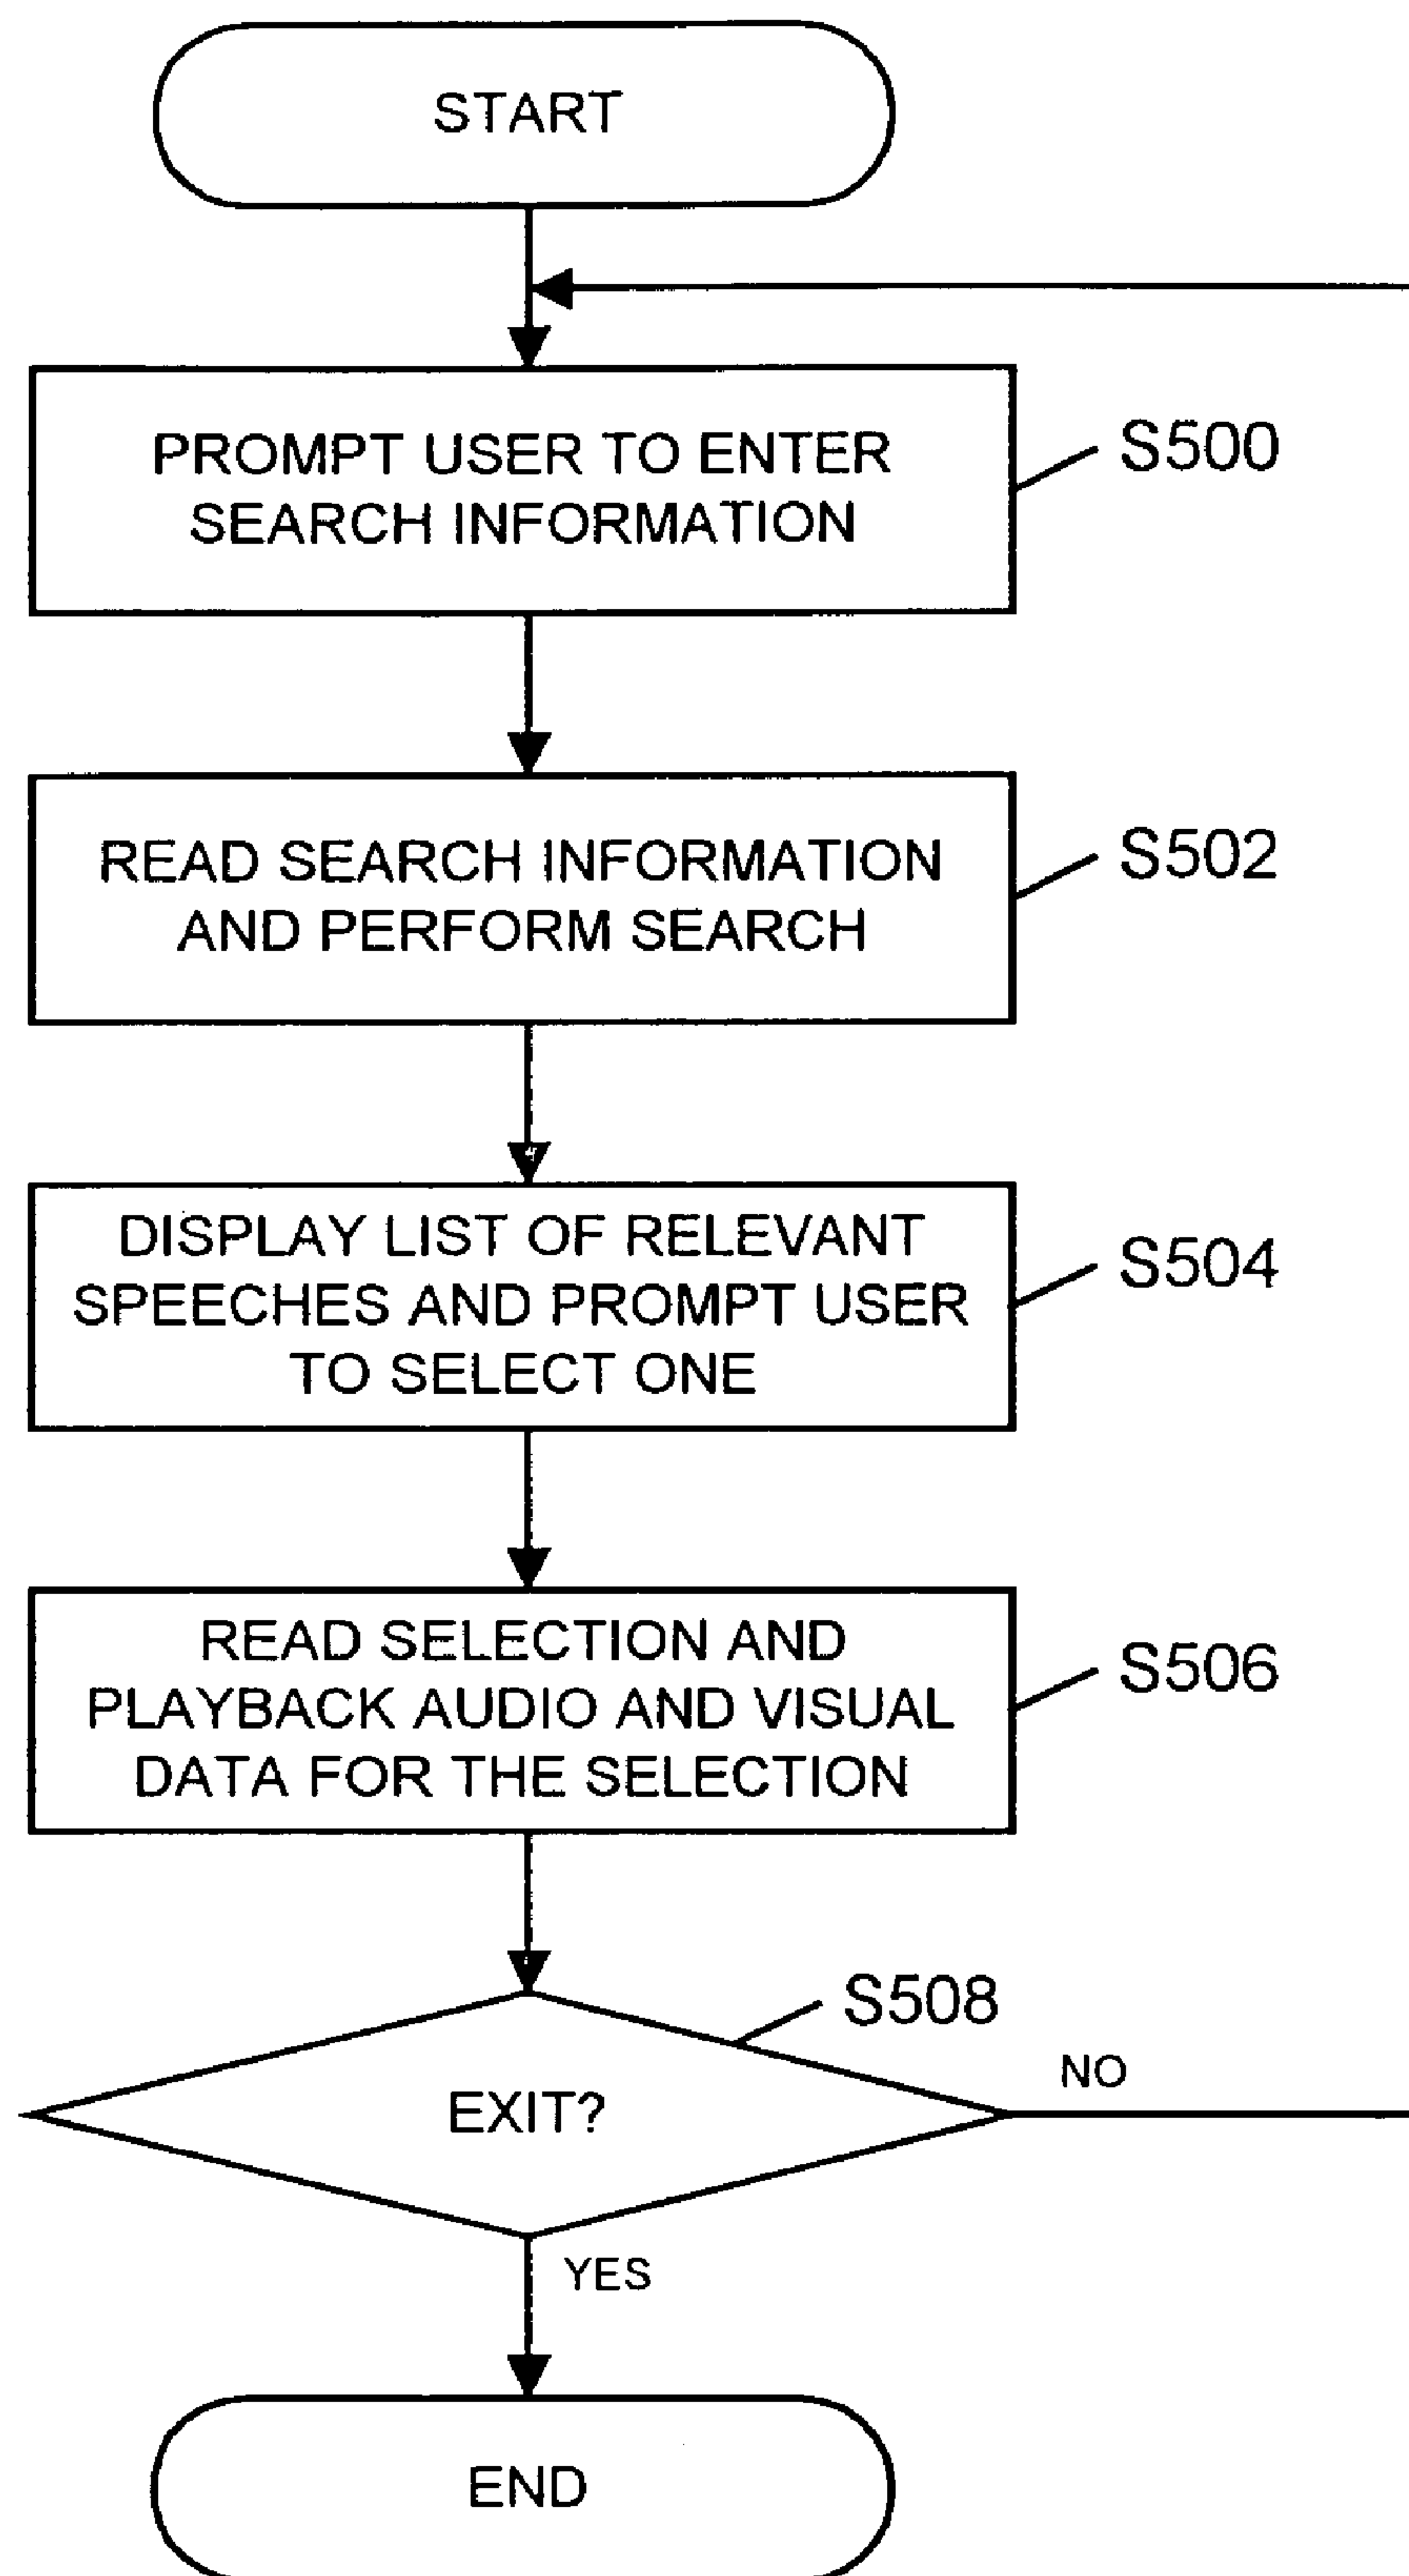 START
PROMPT USER TO ENTER
SEARCH INFORMATION
S500
READ SEARCH INFORMATION
AND PERFORM SEARCH
S502
DISPLAY LIST OF RELEVANT
SPEECHES AND PROMPT USER
TO SELECT ONE
S504
READ SELECTION AND
PLAYBACK AUDIO AND VISUAL
DATA FOR THE SELECTION
S506
S508
EXIT?
NO
YES
END